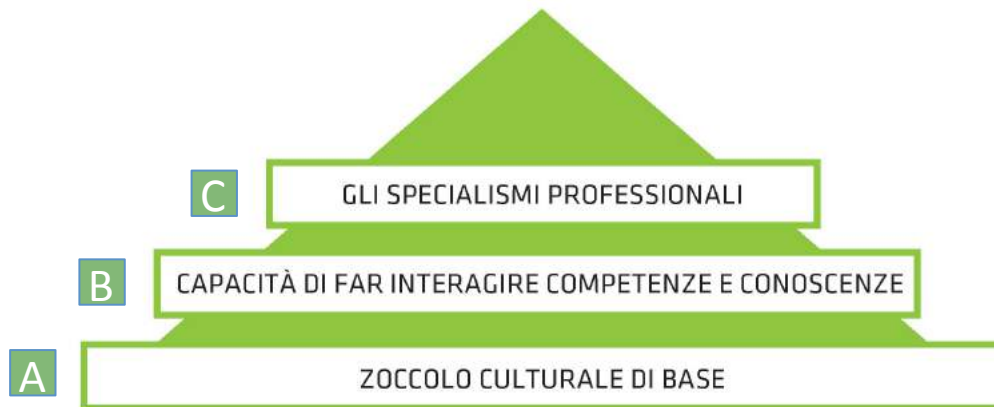 C
GLI SPECIALISMI PROFESSIONALI
B
CAPACITÀ DI FAR INTERAGIRE COMPETENZE E CONOSCENZE
A
ZOCCOLO CULTURALE DI BASE